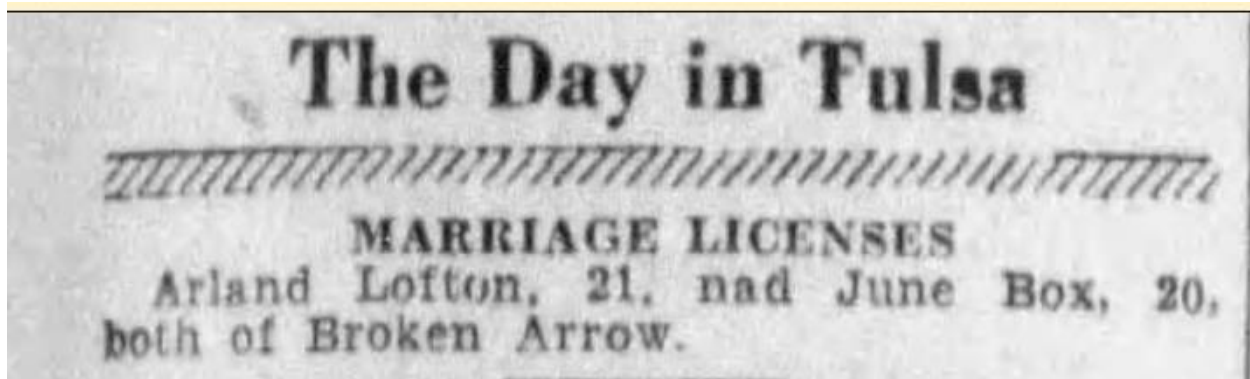 The Day in Tulsa
MARRIAGE LICENSES
Arland Lofton, 21, nad June Box, 20,
both of Broken Arrow.